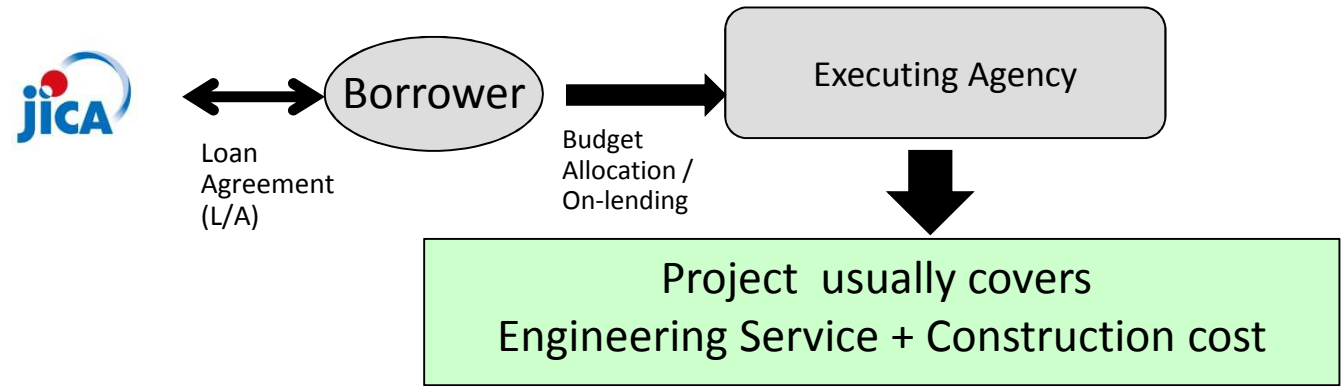 jICA
Borrower
Executing Agency
Loan
Agreement
(L/A)
Budget
Allocation /
On-lending
Project usually covers
Engineering Service + Construction cost